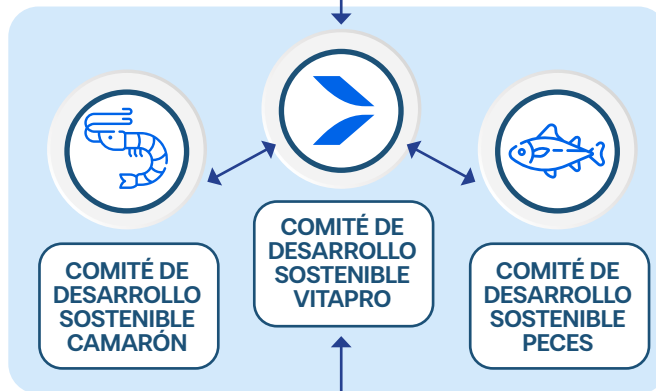 COMITÉ DE
DESARROLLO
SOSTENIBLE
CAMARÓN
COMITÉ DE
DESARROLLO
SOSTENIBLE
VITAPRO
COMITÉ DE
DESARROLLO
SOSTENIBLE
PECES